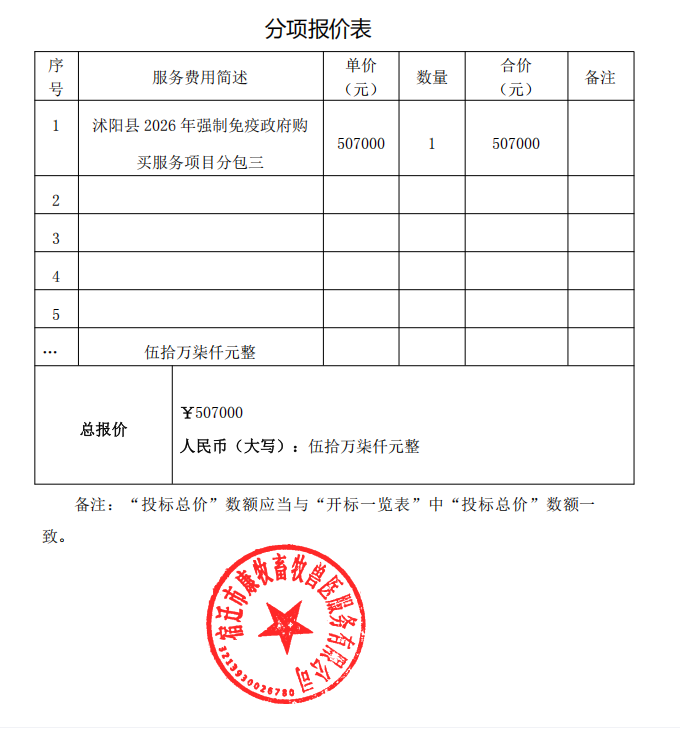 分项报价表
序号 服务费用简述 单价（元） 数量 合价（元） 备注
1 沭阳县 2026 年强制免疫政府购买服务项目分包三 507000 1 507000
2
3
4
5
… 伍拾万柒仟元整
总报价
￥507000
人民币（大写）：伍拾万柒仟元整
备注：“投标总价”数额应当与“开标一览表”中“投标总价”数额一
致。
宿迁市康牧畜牧兽医服务有限公司
3213930026780